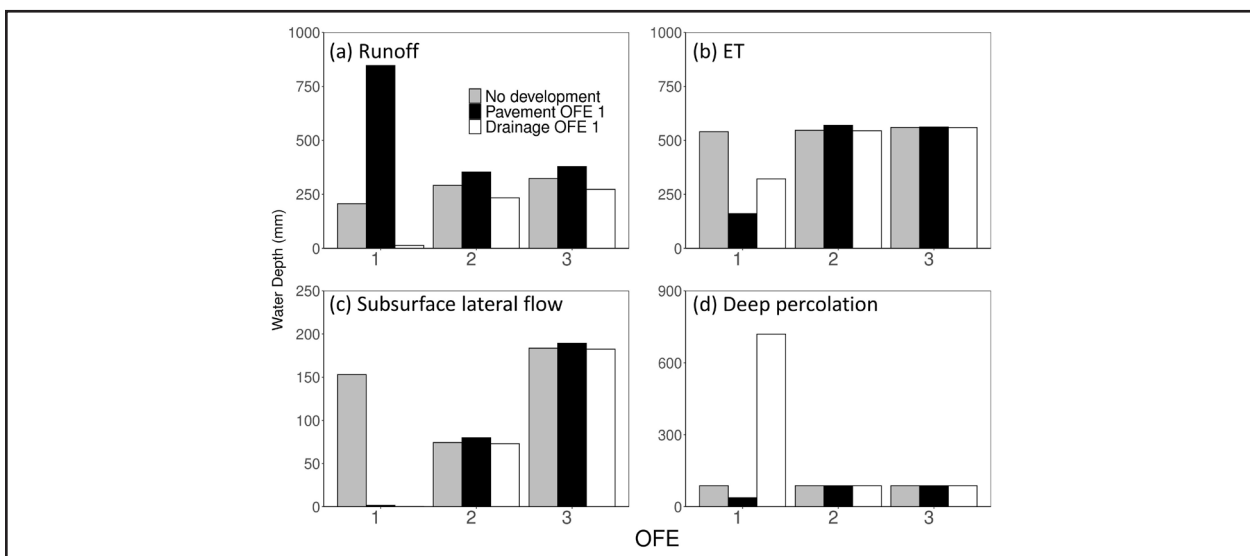 (a) Runoff
1000
750
500
250
0
No development
Pavement OFE 1
Drainage OFE 1
1 2 3
(b) ET
1000
750
500
250
0
1 2 3
Water Depth (mm)
(c) Subsurface lateral flow
250
200
150
100
50
0
1 2 3
(d) Deep percolation
900
600
300
0
1 2 3
OFE